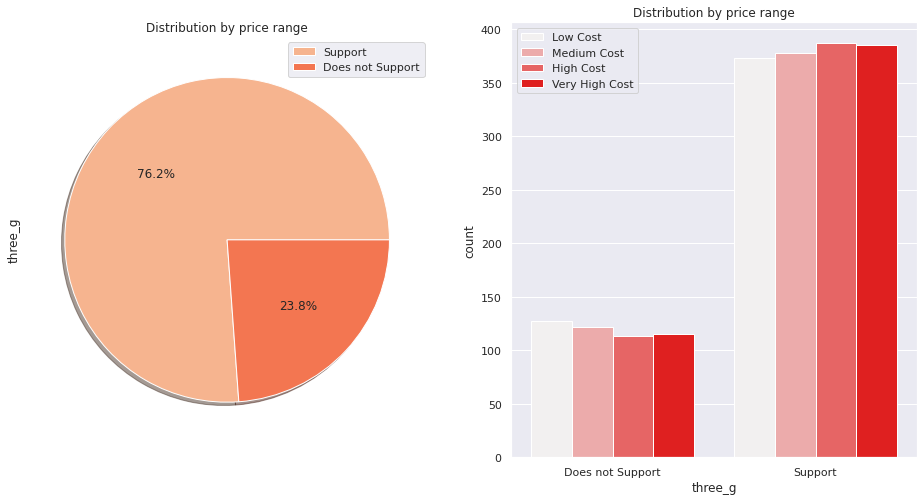 Distribution by price range
Support
Does not Support
76.2%
23.8%
three_g
Distribution by price range
Low Cost
Medium Cost
High Cost
Very High Cost
400
350
300
250
200
150
100
50
0
count
Does not Support
Support
three_g